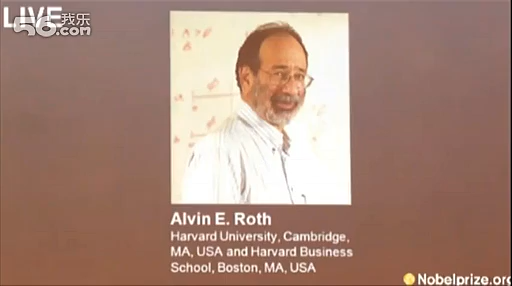 LIVE
56.我乐
.com
Alvin E. Roth
Harvard University, Cambridge,
MA, USA and Harvard Business
School, Boston, MA, USA
Nobelprize.org